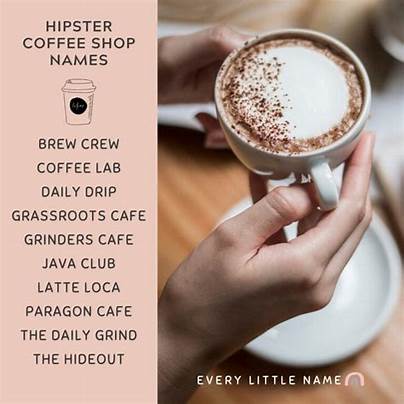 HIPSTER
COFFEE SHOP
NAMES
BREW CREW
COFFEE LAB
DAILY DRIP
GRASSROOTS CAFE
GRINDERS CAFE
JAVA CLUB
LATTE LOCA
PARAGON CAFE
THE DAILY GRIND
THE HIDEOUT
EVERY LITTLE NAME